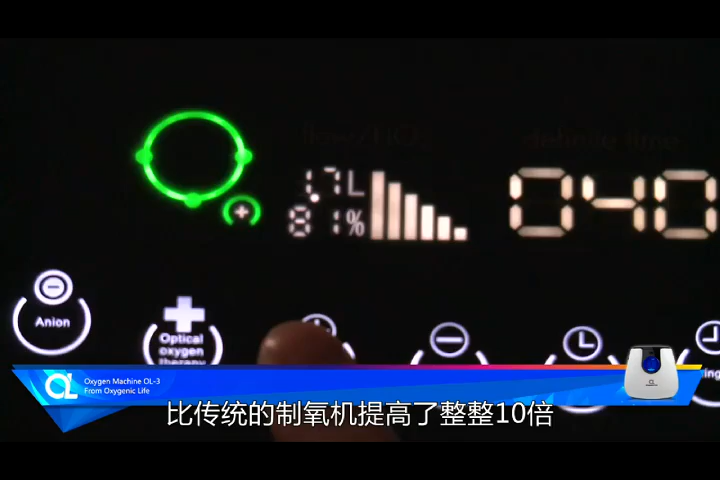 1.7L
81%
040
Anion
Optical
oxygen
therapy
OL
Oxygen Machine OL-3
From Oxygenic Life
比传统的制氧机提高了整整10倍